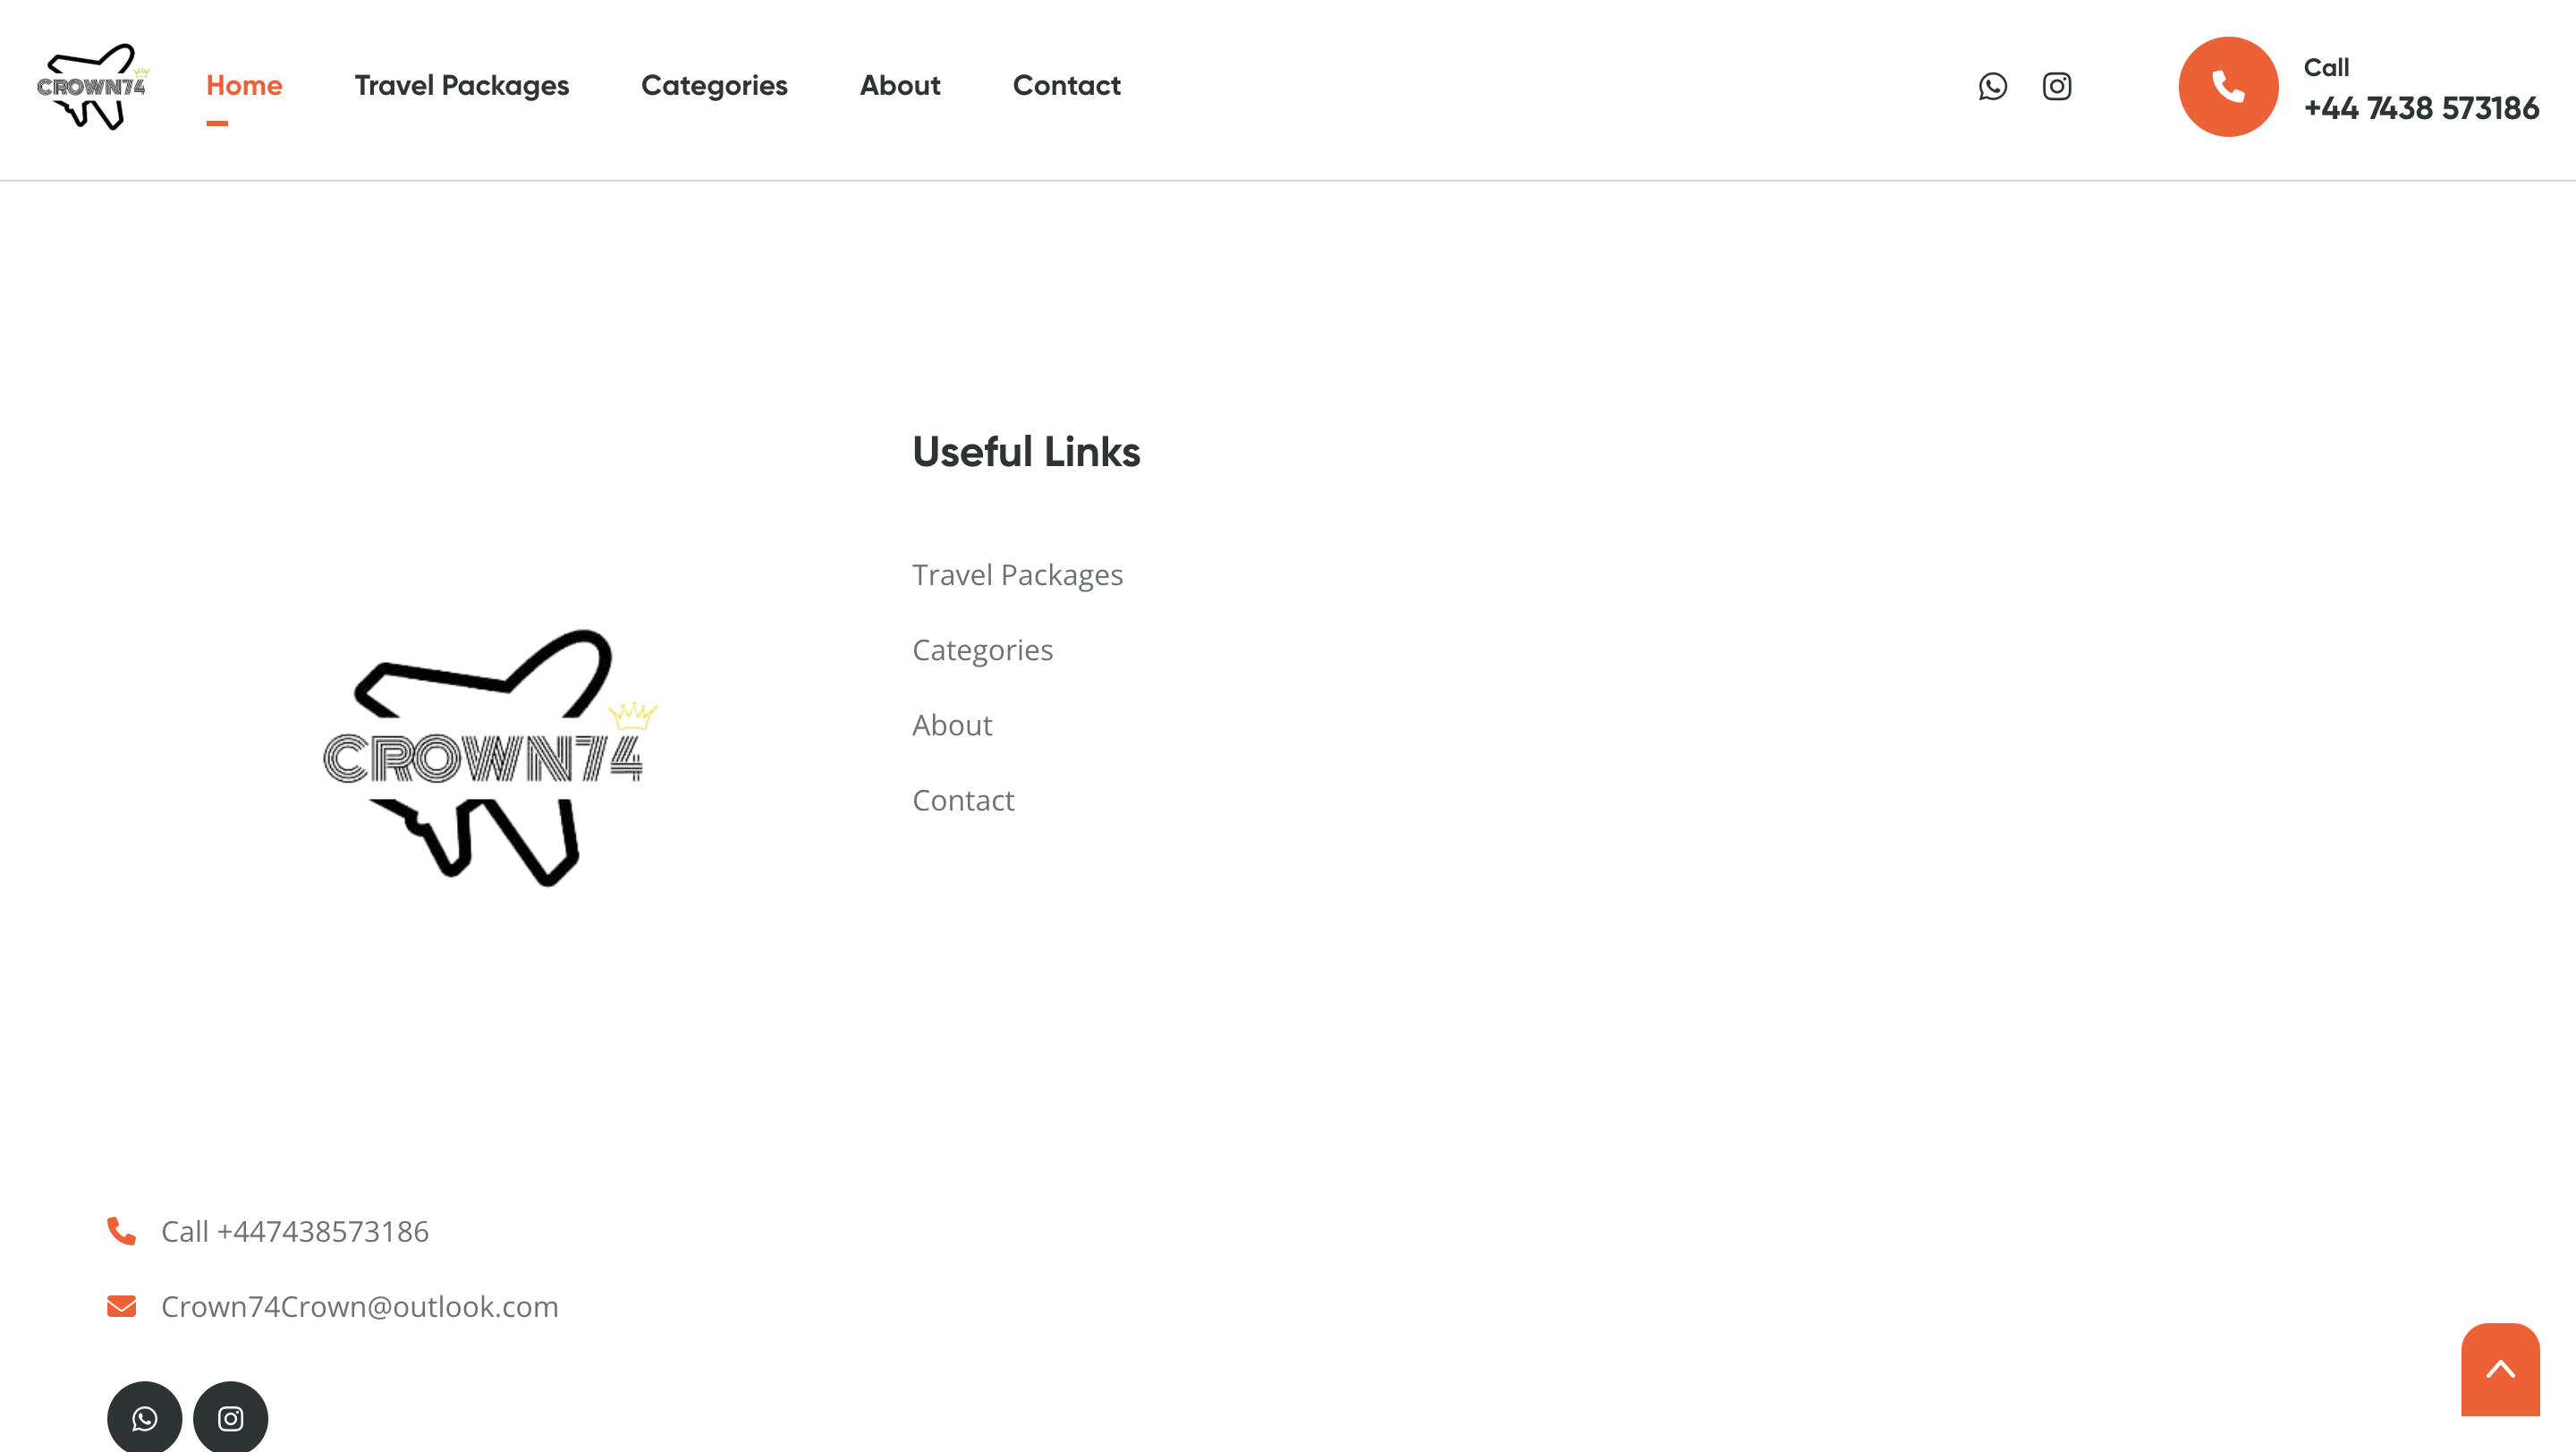 CROWN74
Home
Travel Packages
Categories
About
Contact
Call
+44 7438 573186
Useful Links
Travel Packages
Categories
About
Contact
CROWN74
Call +447438573186
Crown74Crown@outlook.com